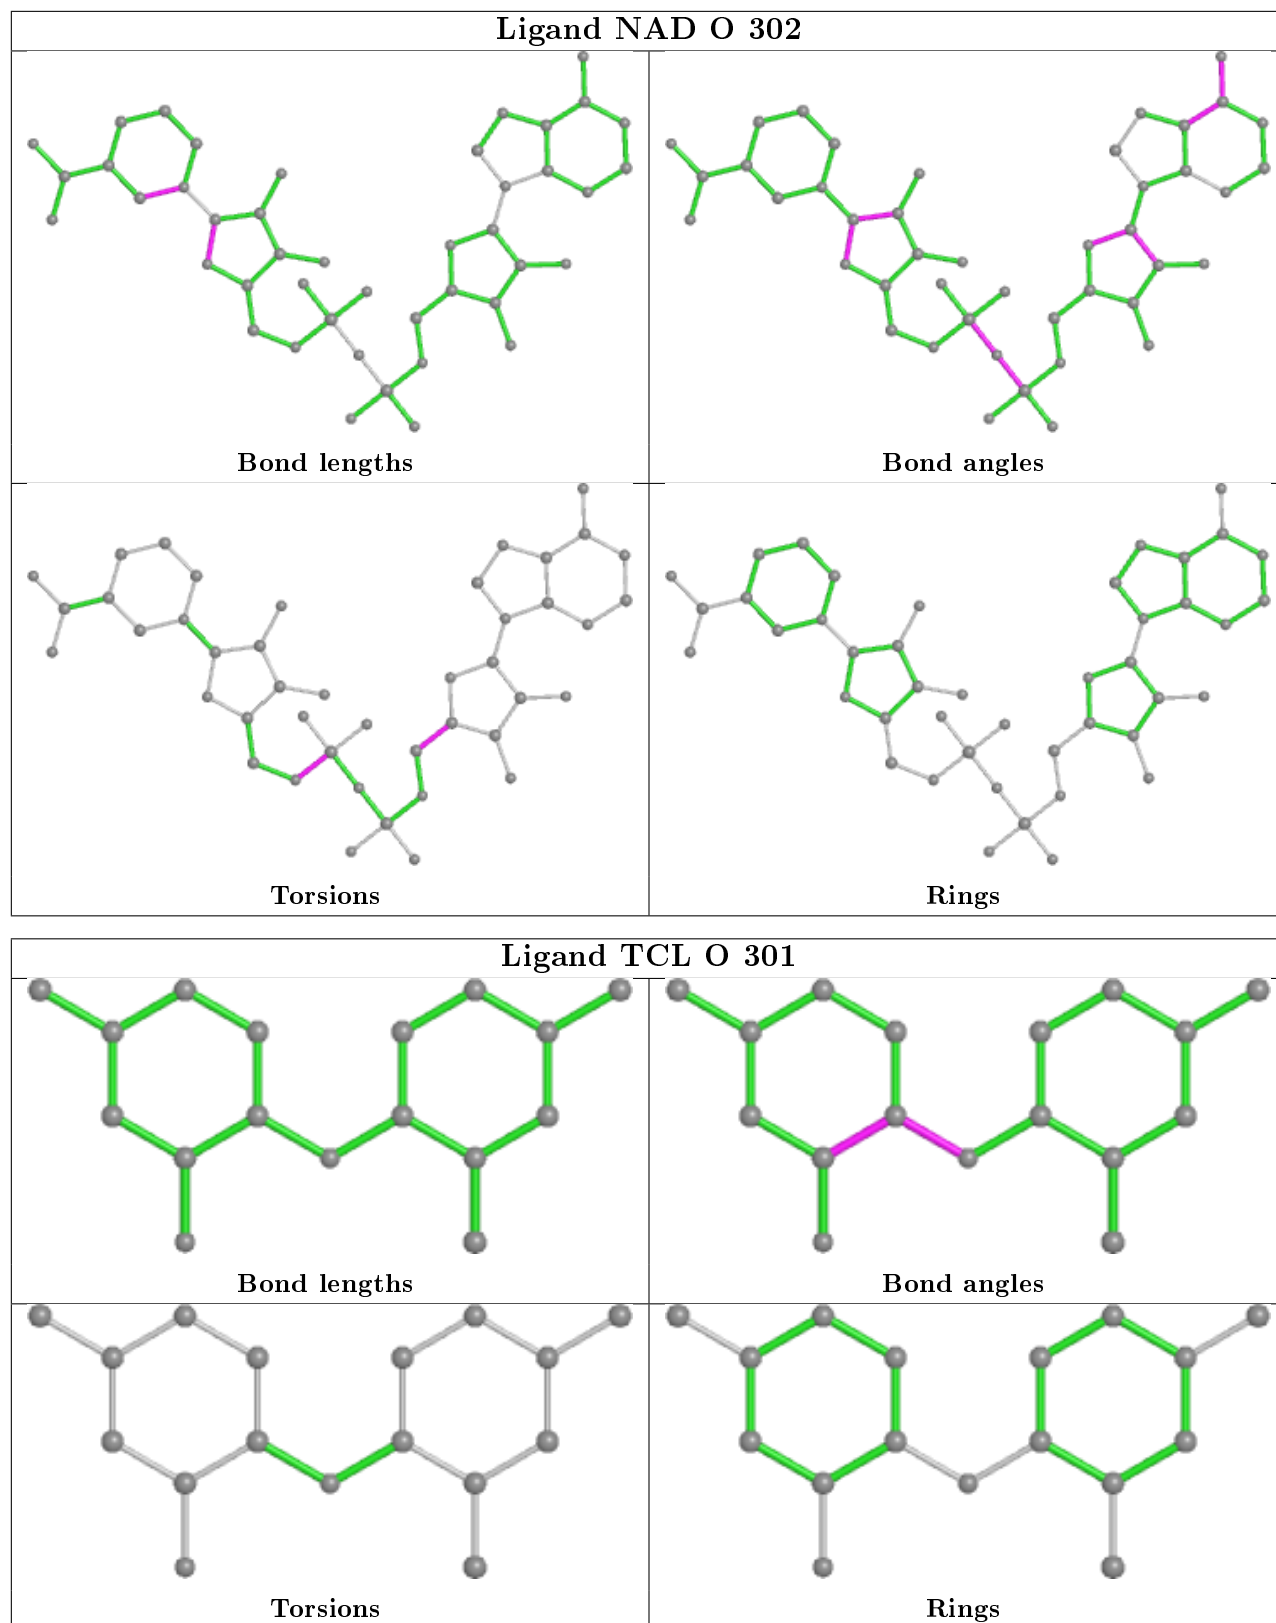 Ligand NAD O 302
Bond lengths
Bond angles
Torsions
Rings
Ligand TCL O 301
Bond lengths
Bond angles
Torsions
Rings